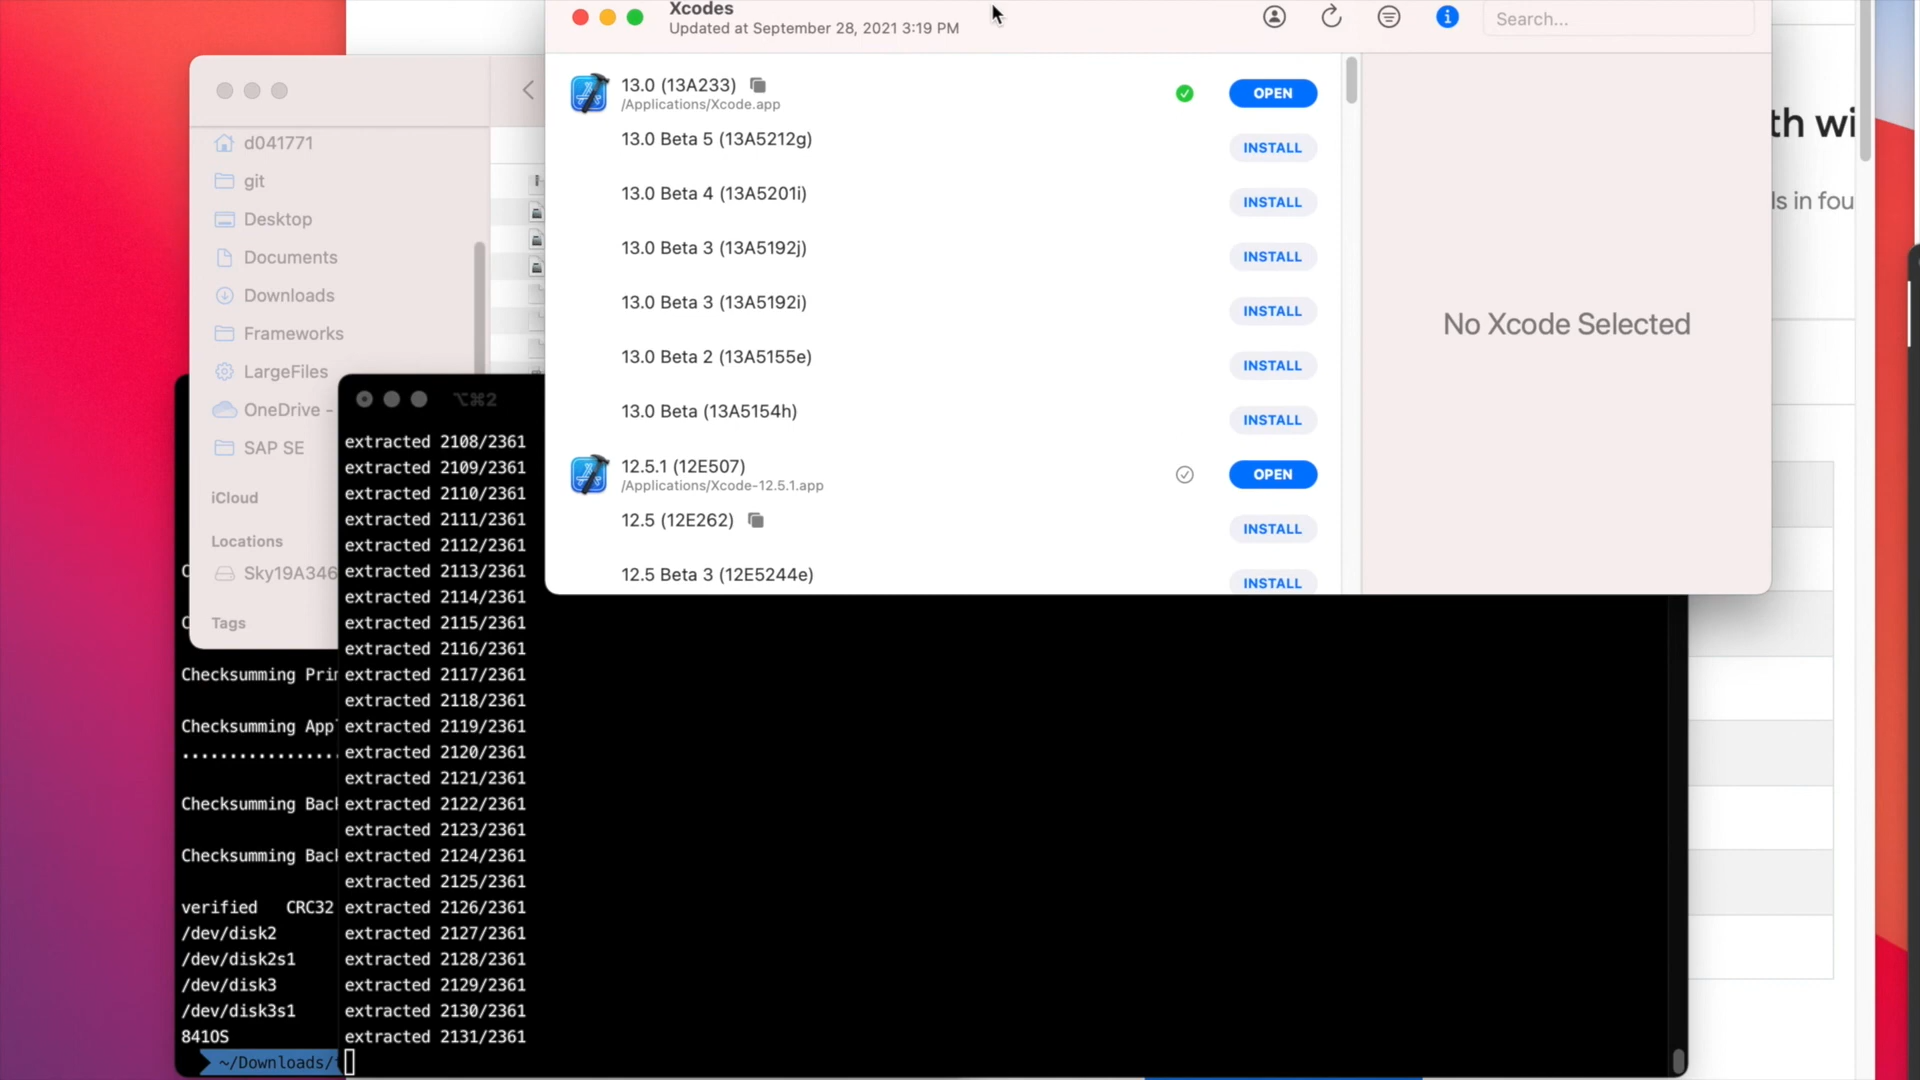 Xcodes
Updated at September 28, 2021 3:19 PM
Search...
13.0 (13A233)
/Applications/Xcode.app
OPEN
13.0 Beta 5 (13A5212g)
INSTALL
13.0 Beta 4 (13A5201i)
INSTALL
13.0 Beta 3 (13A5192j)
INSTALL
13.0 Beta 3 (13A5192i)
INSTALL
13.0 Beta 2 (13A5155e)
INSTALL
13.0 Beta (13A5154h)
INSTALL
12.5.1 (12E507)
/Applications/Xcode-12.5.1.app
OPEN
12.5 (12E262)
INSTALL
12.5 Beta 3 (12E5244e)
INSTALL
No Xcode Selected
th wi
ls in fou
d041771
git
Desktop
Documents
Downloads
Frameworks
LargeFiles
OneDrive -
SAP SE
iCloud
Locations
Sky19A346
Tags
⌥⌘2
extracted 2108/2361
extracted 2109/2361
extracted 2110/2361
extracted 2111/2361
extracted 2112/2361
extracted 2113/2361
extracted 2114/2361
extracted 2115/2361
extracted 2116/2361
extracted 2117/2361
extracted 2118/2361
extracted 2119/2361
extracted 2120/2361
extracted 2121/2361
extracted 2122/2361
extracted 2123/2361
extracted 2124/2361
extracted 2125/2361
extracted 2126/2361
extracted 2127/2361
extracted 2128/2361
extracted 2129/2361
extracted 2130/2361
extracted 2131/2361
C
C
Checksumming Pri
Checksumming App
.................
Checksumming Bac
Checksumming Bac
verified CRC32
/dev/disk2
/dev/disk2s1
/dev/disk3
/dev/disk3s1
841OS
~/Downloads/